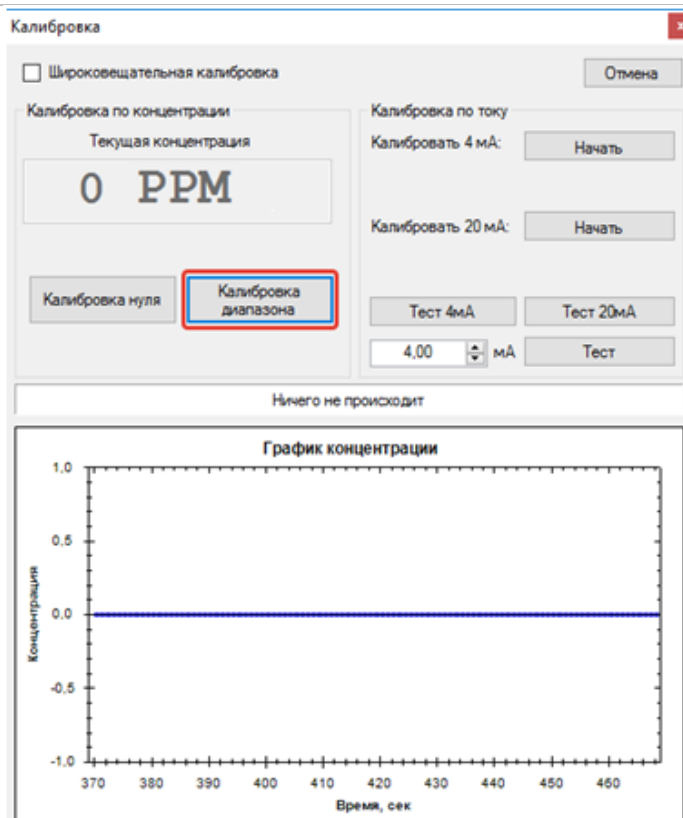 Калибровка
x
Широковещательная калибровка
Отмена
Калибровка по концентрации
Текущая концентрация
0 PPM
Калибровка нуля
Калибровка
диапазона
Калибровка по току
Калибровать 4 мА:
Начать
Калибровать 20 мА:
Начать
Тест 4мА
Тест 20мА
4,00
мА
Тест
Ничего не происходит
График концентрации
Концентрация
1,0
0,5
0,0
-0,5
-1,0
370 380 390 400 410 420 430 440 450 460
Время, сек